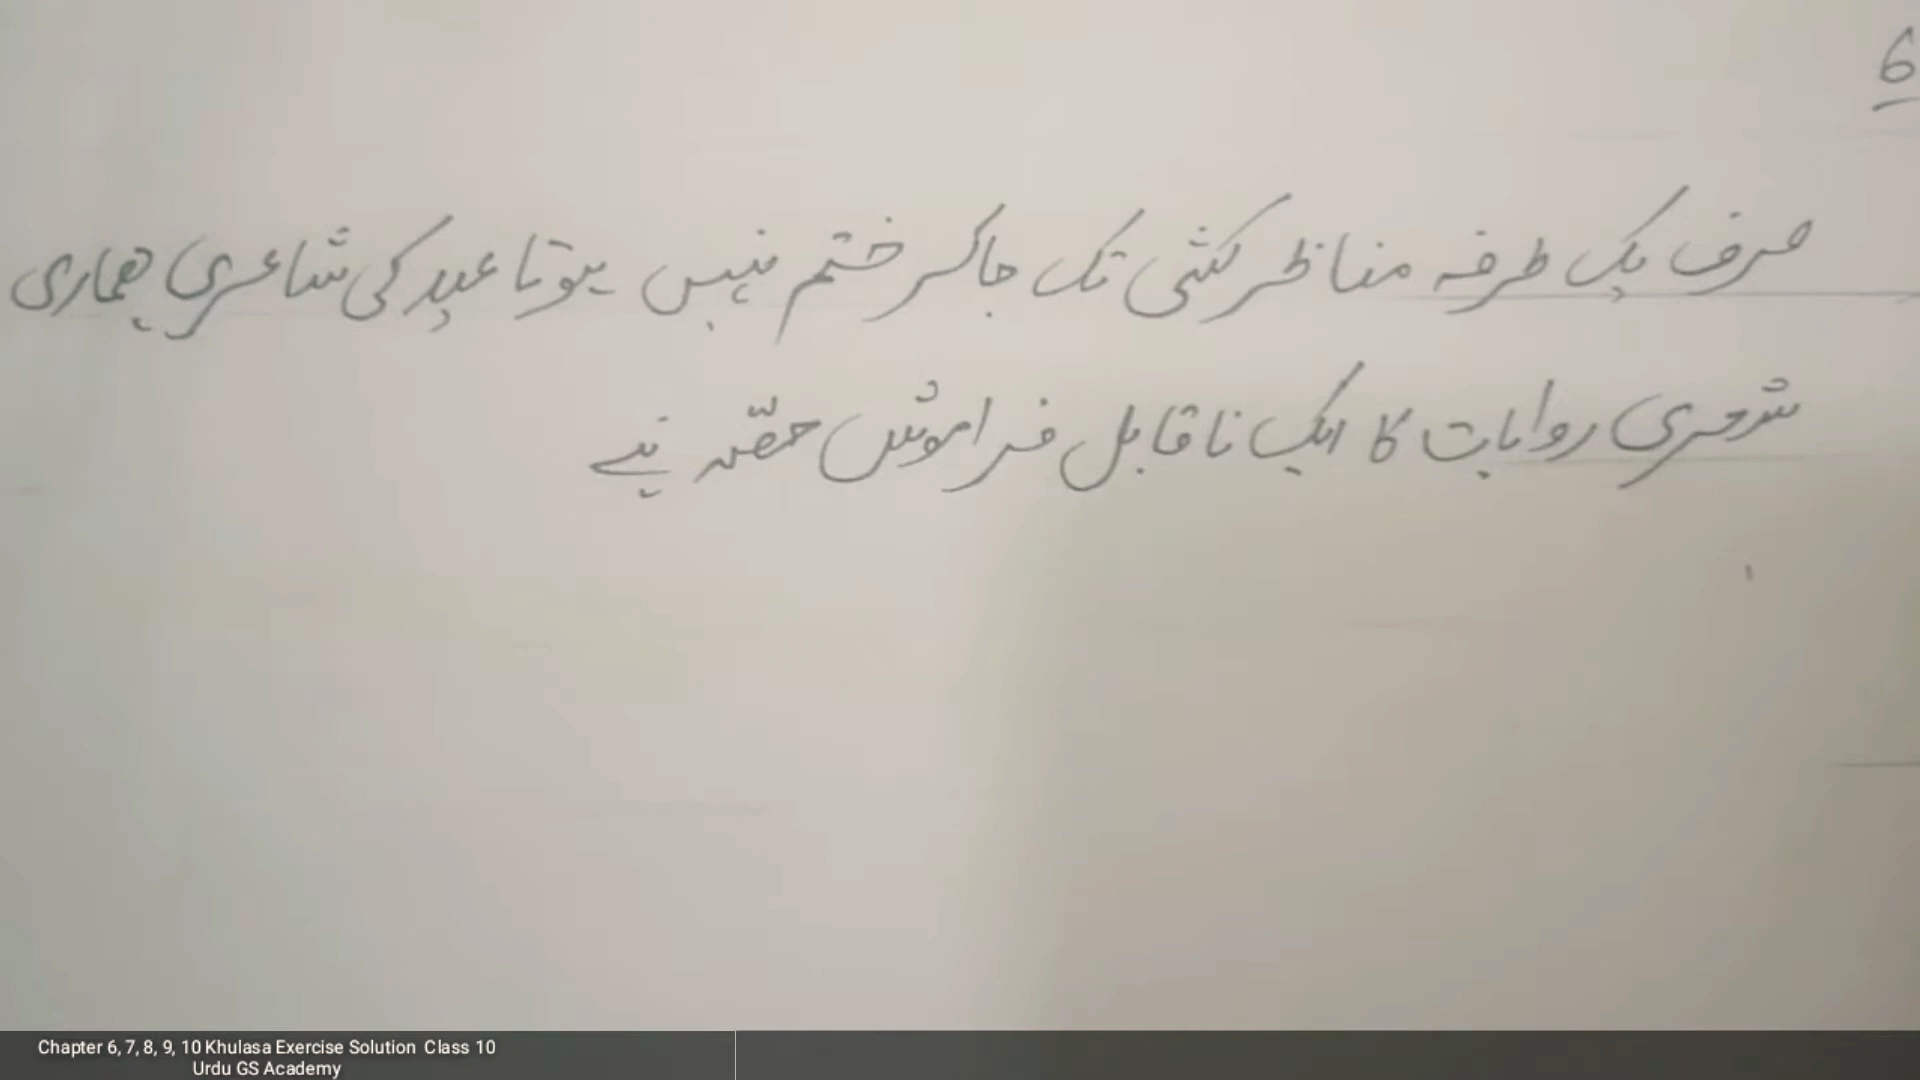 6
صرف یک طرفہ مناظر کشی تک جاکر ختم نہیں ہوتا عید کی شاعری ہماری
شعری روایات کا ایک ناقابل فراموش حصّہ ہے
Chapter 6, 7, 8, 9, 10 Khulasa Exercise Solution Class 10
Urdu GS Academy